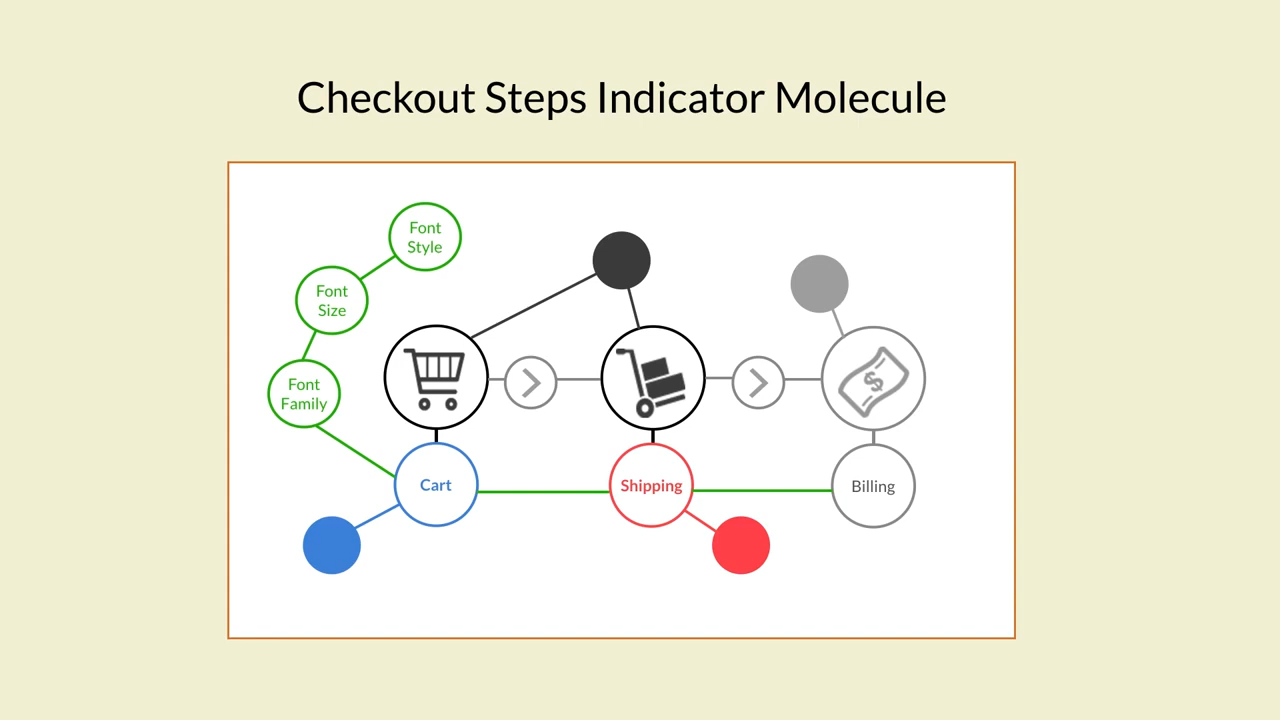 Checkout Steps Indicator Molecule
Font
Style
Font
Size
Font
Family
$
Cart
Shipping
Billing